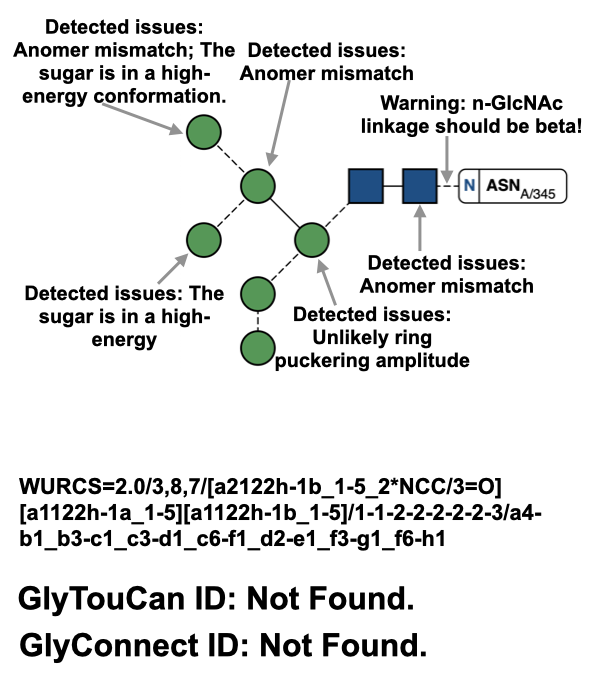 Detected issues:
Anomer mismatch; The
sugar is in a high-
energy conformation.
Detected issues:
Anomer mismatch
Warning: n-GlcNAc
linkage should be beta!
N ASN A/345
Detected issues:
Anomer mismatch
Detected issues: The
sugar is in a high-
energy
Detected issues:
Unlikely ring
puckering amplitude
WURCS=2.0/3,8,7/[a2122h-1b_1-5_2*NCC/3=O]
[a1122h-1a_1-5][a1122h-1b_1-5]/1-1-2-2-2-2-2-3/a4-
b1_b3-c1_c3-d1_c6-f1_d2-e1_f3-g1_f6-h1
GlyTouCan ID: Not Found.
GlyConnect ID: Not Found.